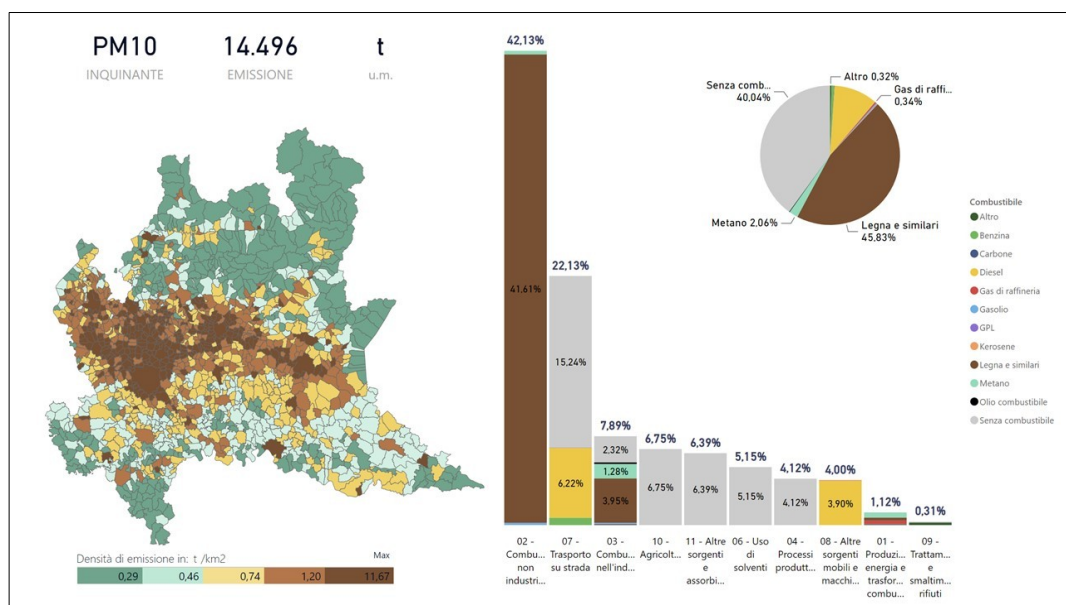 PM10
14.496
t
INQUINANTE
EMISSIONE
u.m.
Densità di emissione in: t /km2
Max
0,29
0,46
0,74
1,20
11,67
42,13%
41,61%
22,13%
15,24%
6,22%
7,89%
2,32%
1,28%
3,95%
6,75%
6,75%
6,39%
6,39%
5,15%
5,15%
4,12%
4,12%
4,00%
3,90%
1,12%
0,31%
02 -
Combu...
non
industri...
07 -
Trasporto
su strada
03 -
Combu...
nell'ind...
10 -
Agricolt...
11 - Altre
sorgenti
e
assorbi...
06 - Uso
di
solventi
04 -
Processi
produtt...
08 - Altre
sorgenti
mobili e
macchi...
01 -
Produzi...
energia e
trasfor...
combu...
09 -
Trattam...
e
smaltim...
rifiuti
Senza comb...
40,04%
Altro 0,32%
Gas di raffi...
0,34%
Metano 2,06%
Legna e similari
45,83%
Combustibile
Altro
Benzina
Carbone
Diesel
Gas di raffineria
Gasolio
GPL
Kerosene
Legna e similari
Metano
Olio combustibile
Senza combustibile